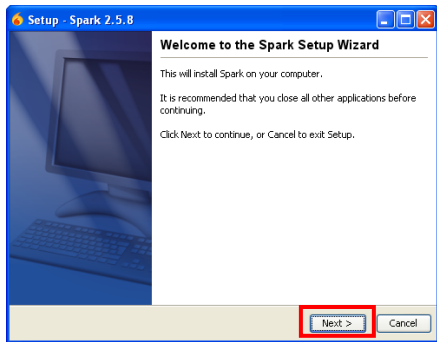 Setup - Spark 2.5.8
Welcome to the Spark Setup Wizard
This will install Spark on your computer.
It is recommended that you close all other applications before
continuing.
Click Next to continue, or Cancel to exit Setup.
Next > Cancel